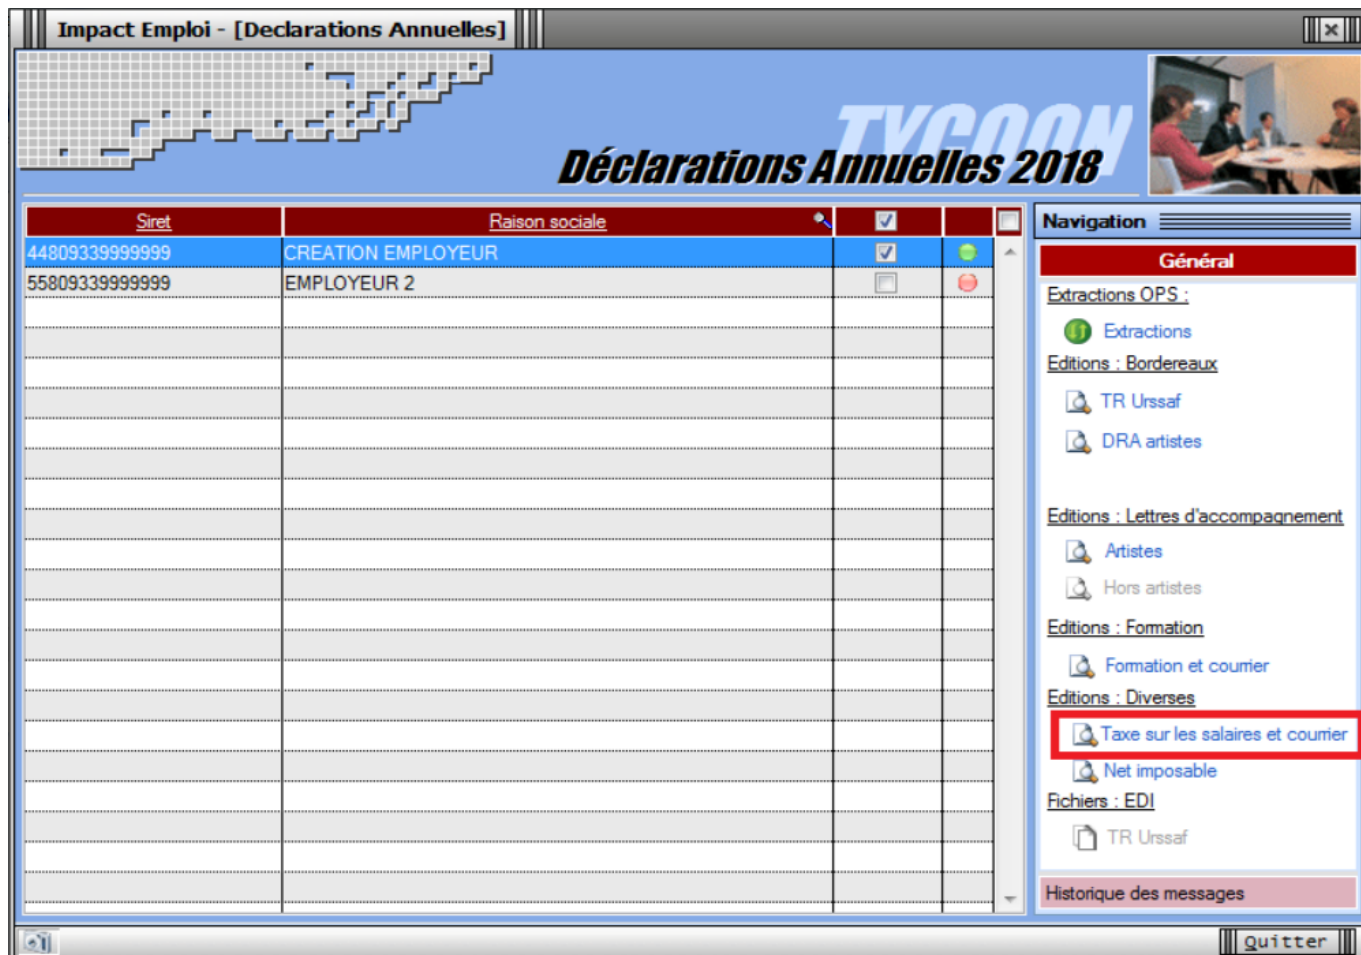 Impact Emploi - [Declarations Annuelles]
TYCOON
Déclarations Annuelles 2018
Siret Raison sociale
44809339999999 CREATION EMPLOYEUR
55809339999999 EMPLOYEUR 2
Navigation
Général
Extractions OPS :
Extractions
Editions : Bordereaux
TR Urssaf
DRA artistes
Editions : Lettres d'accompagnement
Artistes
Hors artistes
Editions : Formation
Formation et courrier
Editions : Diverses
Taxe sur les salaires et courrier
Net imposable
Fichiers : EDI
TR Urssaf
Historique des messages
Quitter